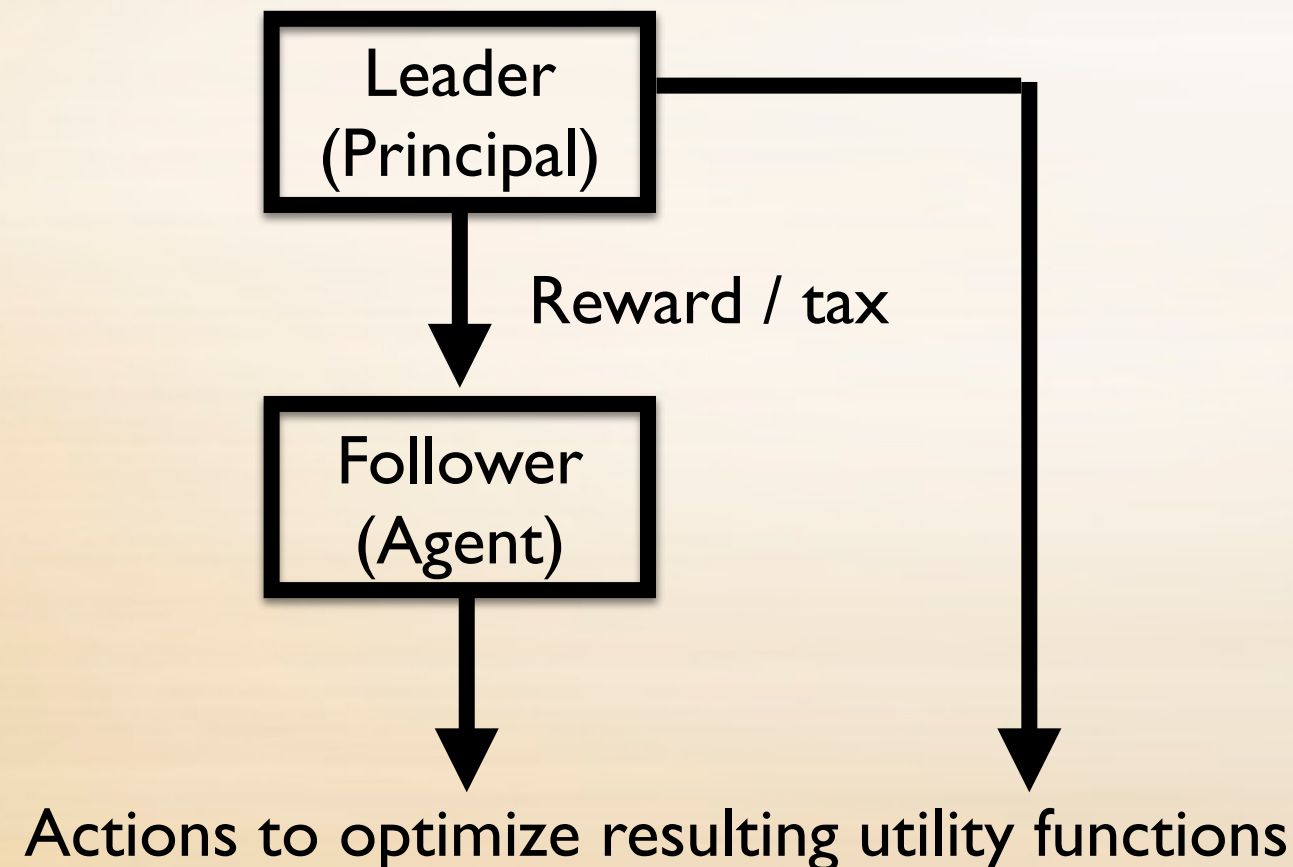 Leader
(Principal)
Reward / tax
Follower
(Agent)
Actions to optimize resulting utility functions